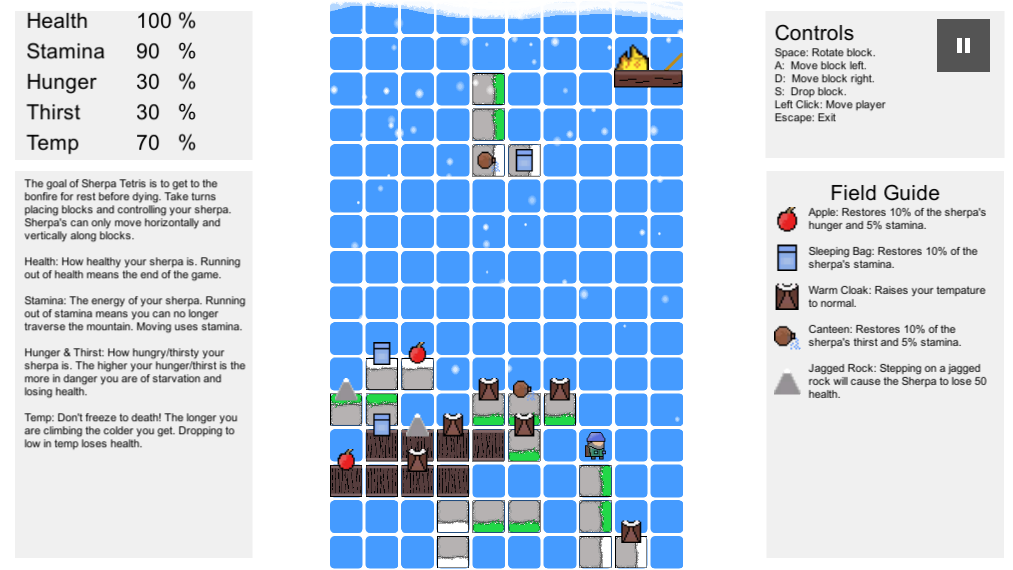 Health 100 %
Stamina 90 %
Hunger 30 %
Thirst 30 %
Temp 70 %
The goal of Sherpa Tetris is to get to the
bonfire for rest before dying. Take turns
placing blocks and controlling your sherpa.
Sherpa's can only move horizontally and
vertically along blocks.
Health: How healthy your sherpa is. Running
out of health means the end of the game.
Stamina: The energy of your sherpa. Running
out of stamina means you can no longer
traverse the mountain. Moving uses stamina.
Hunger & Thirst: How hungry/thirsty your
sherpa is. The higher your hunger/thirst is the
more in danger you are of starvation and
losing health.
Temp: Don't freeze to death! The longer you
are climbing the colder you get. Dropping to
low in temp loses health.
Controls
Space: Rotate block.
A: Move block left.
D: Move block right.
S: Drop block.
Left Click: Move player
Escape: Exit
Field Guide
Apple: Restores 10% of the sherpa's
hunger and 5% stamina.
Sleeping Bag: Restores 10% of the
sherpa's stamina.
Warm Cloak: Raises your tempature
to normal.
Canteen: Restores 10% of the
sherpa's thirst and 5% stamina.
Jagged Rock: Stepping on a jagged
rock will cause the Sherpa to lose 50
health.